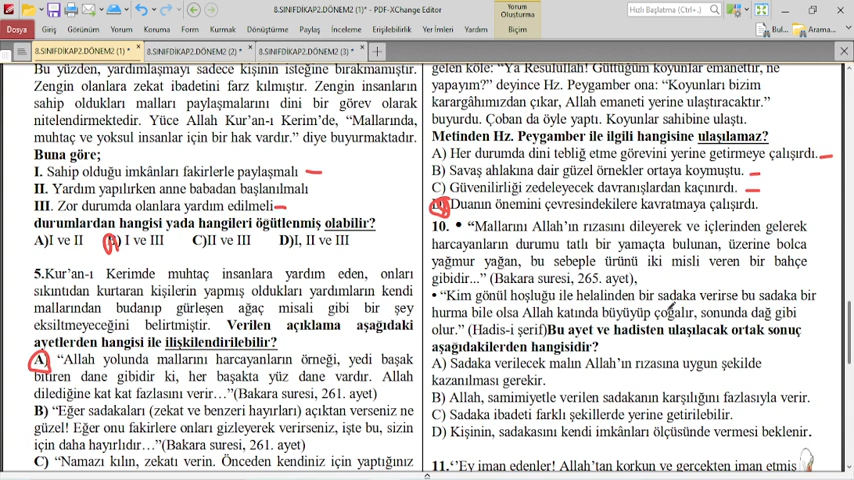 8.SINIFDİKAP2.DÖNEM2 (1)* - PDF-XChange Editor
Yorum Oluşturma
Hızlı Başlatma (Ctrl+.)
Dosya
Giriş
Görünüm
Yorum
Korumak
Dönüştürme
Paylaş
İnceleme
Erişilebilirlik
Yer İmleri
Yardım
Biçim
Bul...
Arama...
8.SINIFDİKAP2.DÖNEM2 (1) *
8.SINIFDİKAP2.DÖNEM2 (2) *
8.SINIFDİKAP2.DÖNEM2 (3) *
Bu yüzden, yardımlaşmayı sadece kişinin isteğine bırakmamıştır.
Zengin olanlara zekat ibadetini farz kılmıştır. Zengin insanların
sahip oldukları malları paylaşmalarını dini bir görev olarak
nitelendirmektedir. Yüce Allah Kur'an-ı Kerim'de, "Mallarında,
muhtaç ve yoksul insanlar için bir hak vardır." diye buyurmaktadır.
Buna göre;
I. Sahip olduğu imkânları fakirlerle paylaşmalı
II. Yardım yapılırken anne babadan başlanılmalı
III. Zor durumda olanlara yardım edilmeli
durumlardan hangisi yada hangileri öğütlenmiş olabilir?
A)I ve II B) I ve III C)II ve III D)I, II ve III
5.Kur'an-ı Kerimde muhtaç insanlara yardım eden, onları
sıkıntıdan kurtaran kişilerin yapmış oldukları yardımların kendi
mallarından budanıp gürleşen ağaç misali gibi bir şey
eksiltmeyeceğini belirtmiştir. Verilen açıklama aşağıdaki
ayetlerden hangisi ile ilişkilendirilebilir?
A) "Allah yolunda mallarını harcayanların örneği, yedi başak
bitiren dane gibidir ki, her başakta yüz dane vardır. Allah
dilediğine kat kat fazlasını verir…"(Bakara suresi, 261. ayet)
B) "Eğer sadakaları (zekat ve benzeri hayırları) açıktan verseniz ne
güzel! Eğer onu fakirlere onları gizleyerek verirseniz, işte bu, sizin
için daha hayırlıdır…"(Bakara suresi, 261. ayet)
C) "Namazı kılın, zekatı verin. Önceden kendiniz için yaptığınız
gelen köle: "Ya Resulullah! Güttüğüm koyunlar emanettir, ne
yapayım?" deyince Hz. Peygamber ona: "Koyunları bizim
karargâhımızdan çıkar, Allah emaneti yerine ulaştıracaktır."
buyurdu. Çoban da öyle yaptı. Koyunlar sahibine ulaştı.
Metinden Hz. Peygamber ile ilgili hangisine ulaşılamaz?
A) Her durumda dini tebliğ etme görevini yerine getirmeye çalışırdı.
B) Savaş ahlakına dair güzel örnekler ortaya koymuştu.
C) Güvenilirliği zedeleyecek davranışlardan kaçınırdı.
D) Duanın önemini çevresindekilere kavratmaya çalışırdı.
10. • "Mallarını Allah'ın rızasını dileyerek ve içlerinden gelerek
harcayanların durumu tatlı bir yamaçta bulunan, üzerine bolca
yağmur yağan, bu sebeple ürünü iki misli veren bir bahçe
gibidir..." (Bakara suresi, 265. ayet),
• "Kim gönül hoşluğu ile helalinden bir sadaka verirse bu sadaka bir
hurma bile olsa Allah katında büyüyüp çoğalır, sonunda dağ gibi
olur." (Hadis-i şerif)Bu ayet ve hadisten ulaşılacak ortak sonuç
aşağıdakilerden hangisidir?
A) Sadaka verilecek malın Allah'ın rızasına uygun şekilde
kazanılması gerekir.
B) Allah, samimiyetle verilen sadakanın karşılığını fazlasıyla verir.
C) Sadaka ibadeti farklı şekillerde yerine getirilebilir.
D) Kişinin, sadakasını kendi imkânları ölçüsünde vermesi beklenir.
11.''Ey iman edenler! Allah'tan korkun ve gerçekten iman etmiş